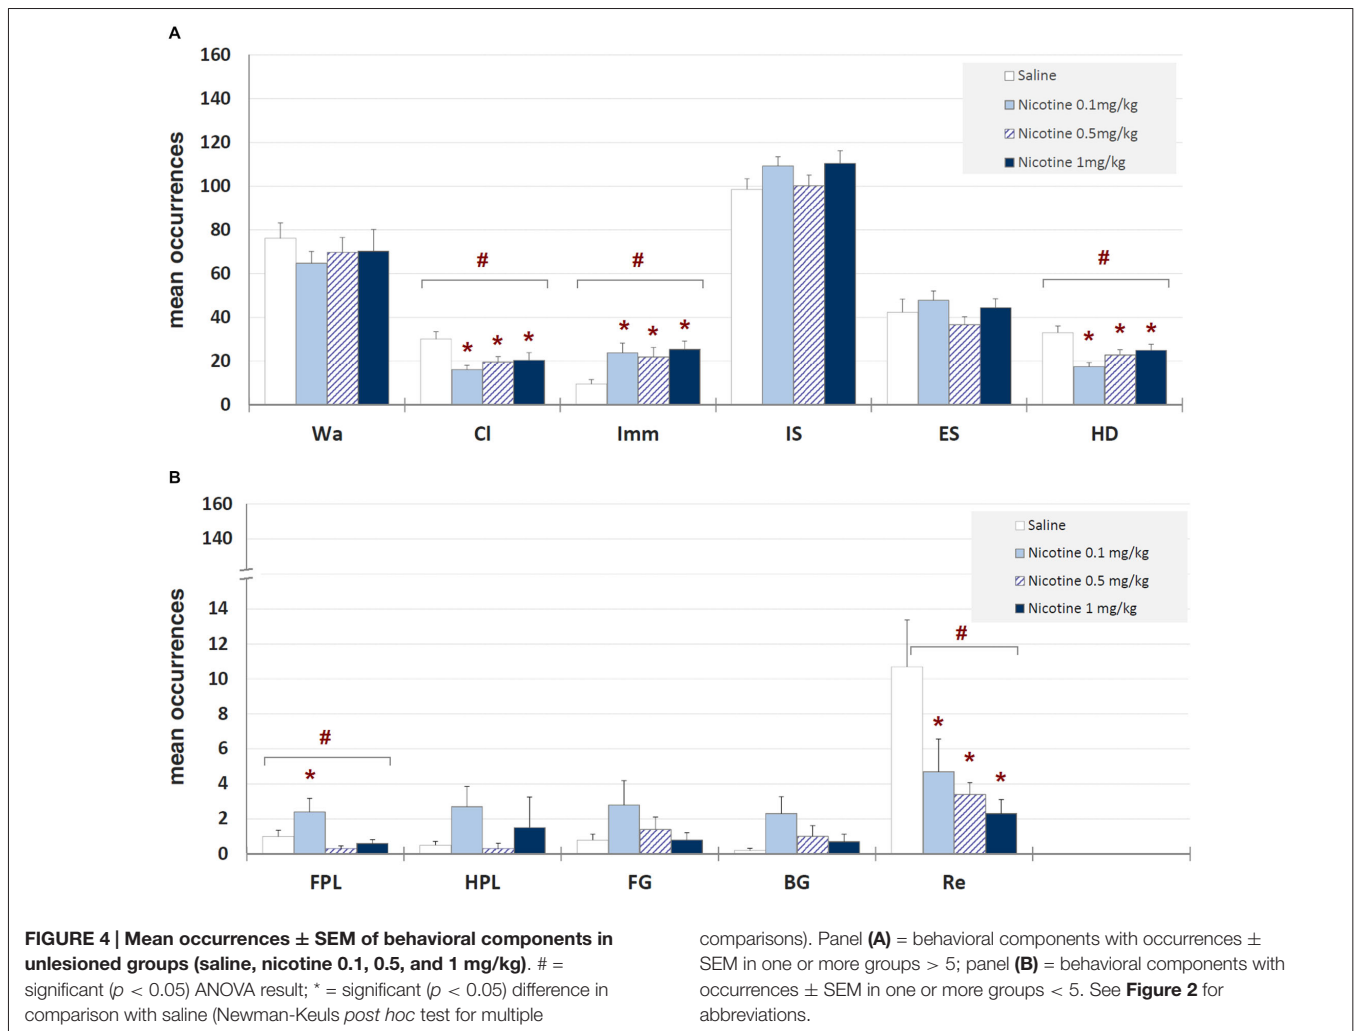 A
160
140
120
100
80
60
40
20
0
mean occurrences
Saline
Nicotine 0.1mg/kg
Nicotine 0.5mg/kg
Nicotine 1mg/kg
# # #
* * * * * * * * *
Wa Cl Imm IS ES HD
B
160
140
14
12
10
8
6
4
2
0
mean occurrences
Saline
Nicotine 0.1 mg/kg
Nicotine 0.5 mg/kg
Nicotine 1 mg/kg
# #
* * * *
FPL HPL FG BG Re
FIGURE 4 | Mean occurrences ± SEM of behavioral components in
unlesioned groups (saline, nicotine 0.1, 0.5, and 1 mg/kg). # =
significant (p < 0.05) ANOVA result; * = significant (p < 0.05) difference in
comparison with saline (Newman-Keuls post hoc test for multiple
comparisons). Panel (A) = behavioral components with occurrences ±
SEM in one or more groups > 5; panel (B) = behavioral components with
occurrences ± SEM in one or more groups < 5. See Figure 2 for
abbreviations.